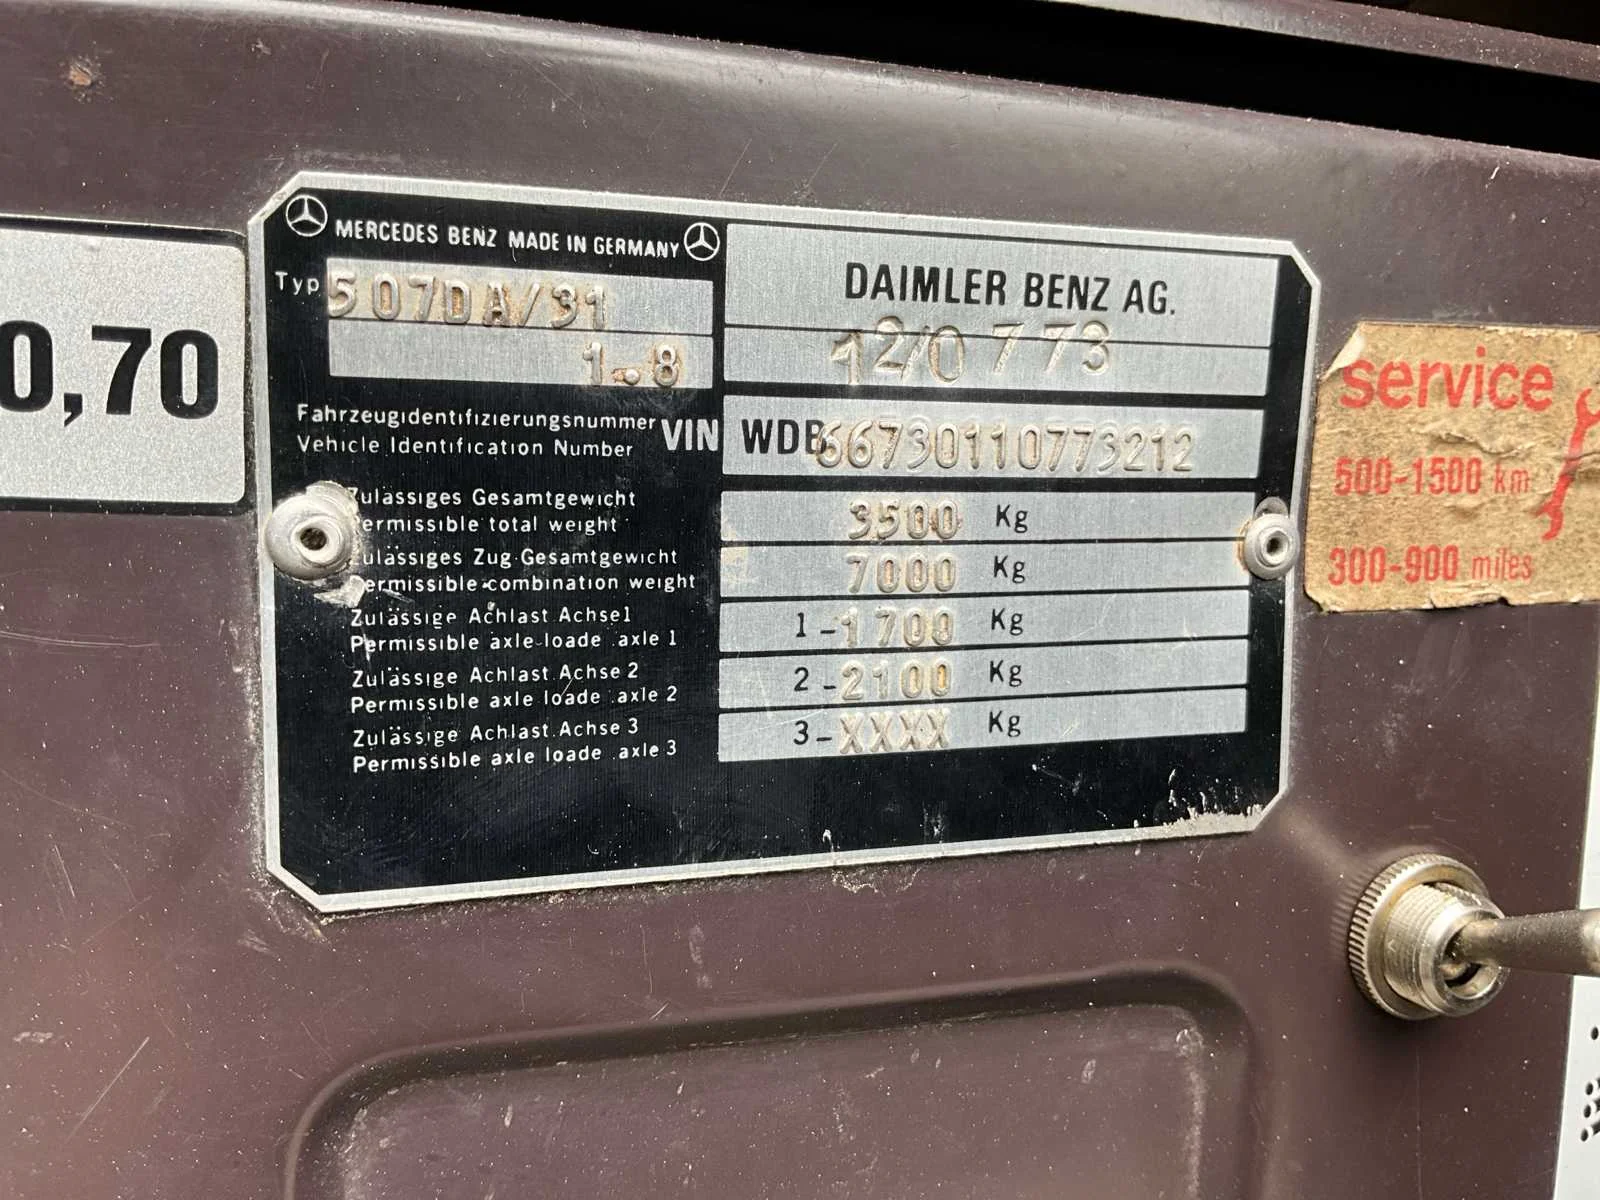 0,70
MERCEDES BENZ MADE IN GERMANY
Typ 507DA/31
1..8
DAIMLER BENZ AG.
12/0773
Fahrzeugidentifizierungsnummer
Vehicle Identification Number
VIN WDB66730110773212
Zulässiges Gesamtgewicht
Permissible total weight
3500 Kg
Zulässiges Zug-Gesamtgewicht
Permissible combination weight
7000 Kg
Zulässige Achlast Achse 1
Permissible axle loade axle 1
1-1700 Kg
Zulässige Achlast Achse 2
Permissible axle loade axle 2
2-2100 Kg
Zulässige Achlast Achse 3
Permissible axle loade axle 3
3-XXXX Kg
service
500-1500 km
300-900 miles